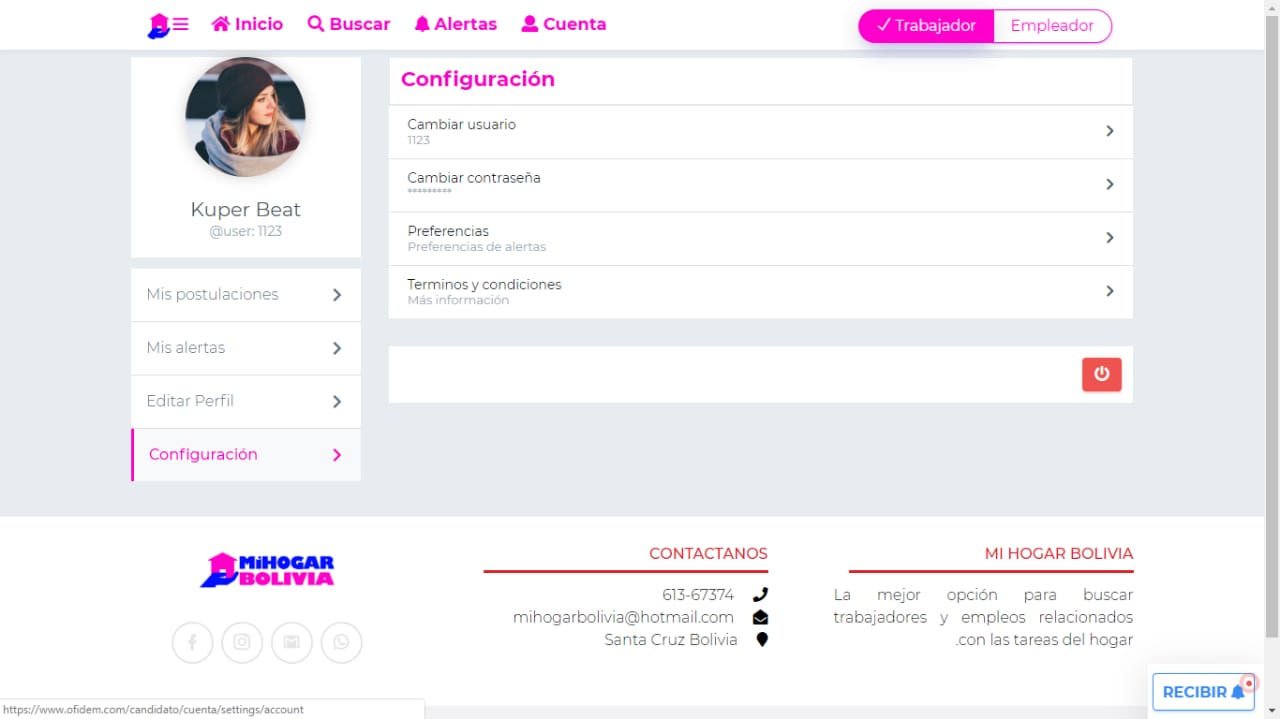 Inicio
Buscar
Alertas
Cuenta
Trabajador
Empleador
Kuper Beat
@user: 1123
Mis postulaciones
Mis alertas
Editar Perfil
Configuración
Configuración
Cambiar usuario
1123
Cambiar contraseña
*********
Preferencias
Preferencias de alertas
Terminos y condiciones
Más información
MiHOGAR
BOLIVIA
CONTACTANOS
613-67374
mihogarbolivia@hotmail.com
Santa Cruz Bolivia
MI HOGAR BOLIVIA
La mejor opción para buscar
trabajadores y empleos relacionados
.con las tareas del hogar
RECIBIR
https://www.ofidem.com/candidato/cuenta/settings/account